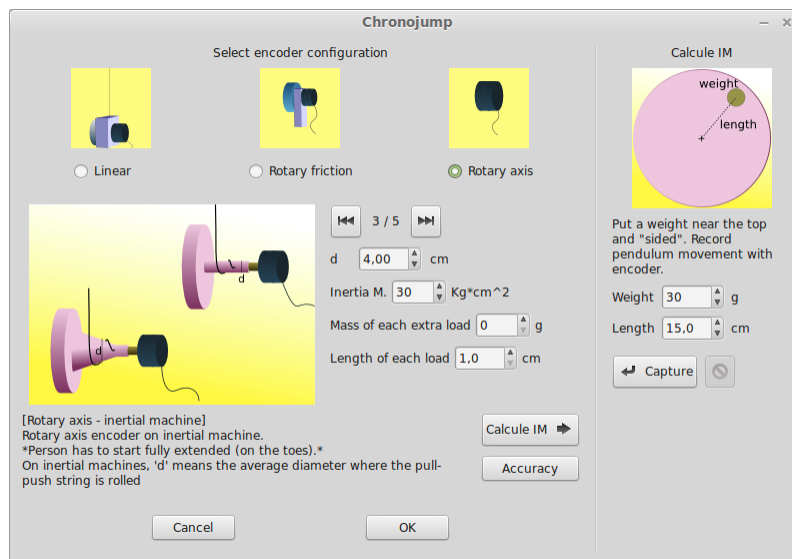 Chronojump
Select encoder configuration
Linear
Rotary friction
Rotary axis
d
d
3 / 5
d 4,00 cm
Inertia M. 30 Kg*cm^2
Mass of each extra load 0 g
Length of each load 1,0 cm
[Rotary axis - inertial machine]
Rotary axis encoder on inertial machine.
*Person has to start fully extended (on the toes).*
On inertial machines, 'd' means the average diameter where the pull-
push string is rolled
Calcule IM
Accuracy
Cancel
OK
Calcule IM
weight
length
Put a weight near the top
and "sided". Record
pendulum movement with
encoder.
Weight 30 g
Length 15,0 cm
Capture